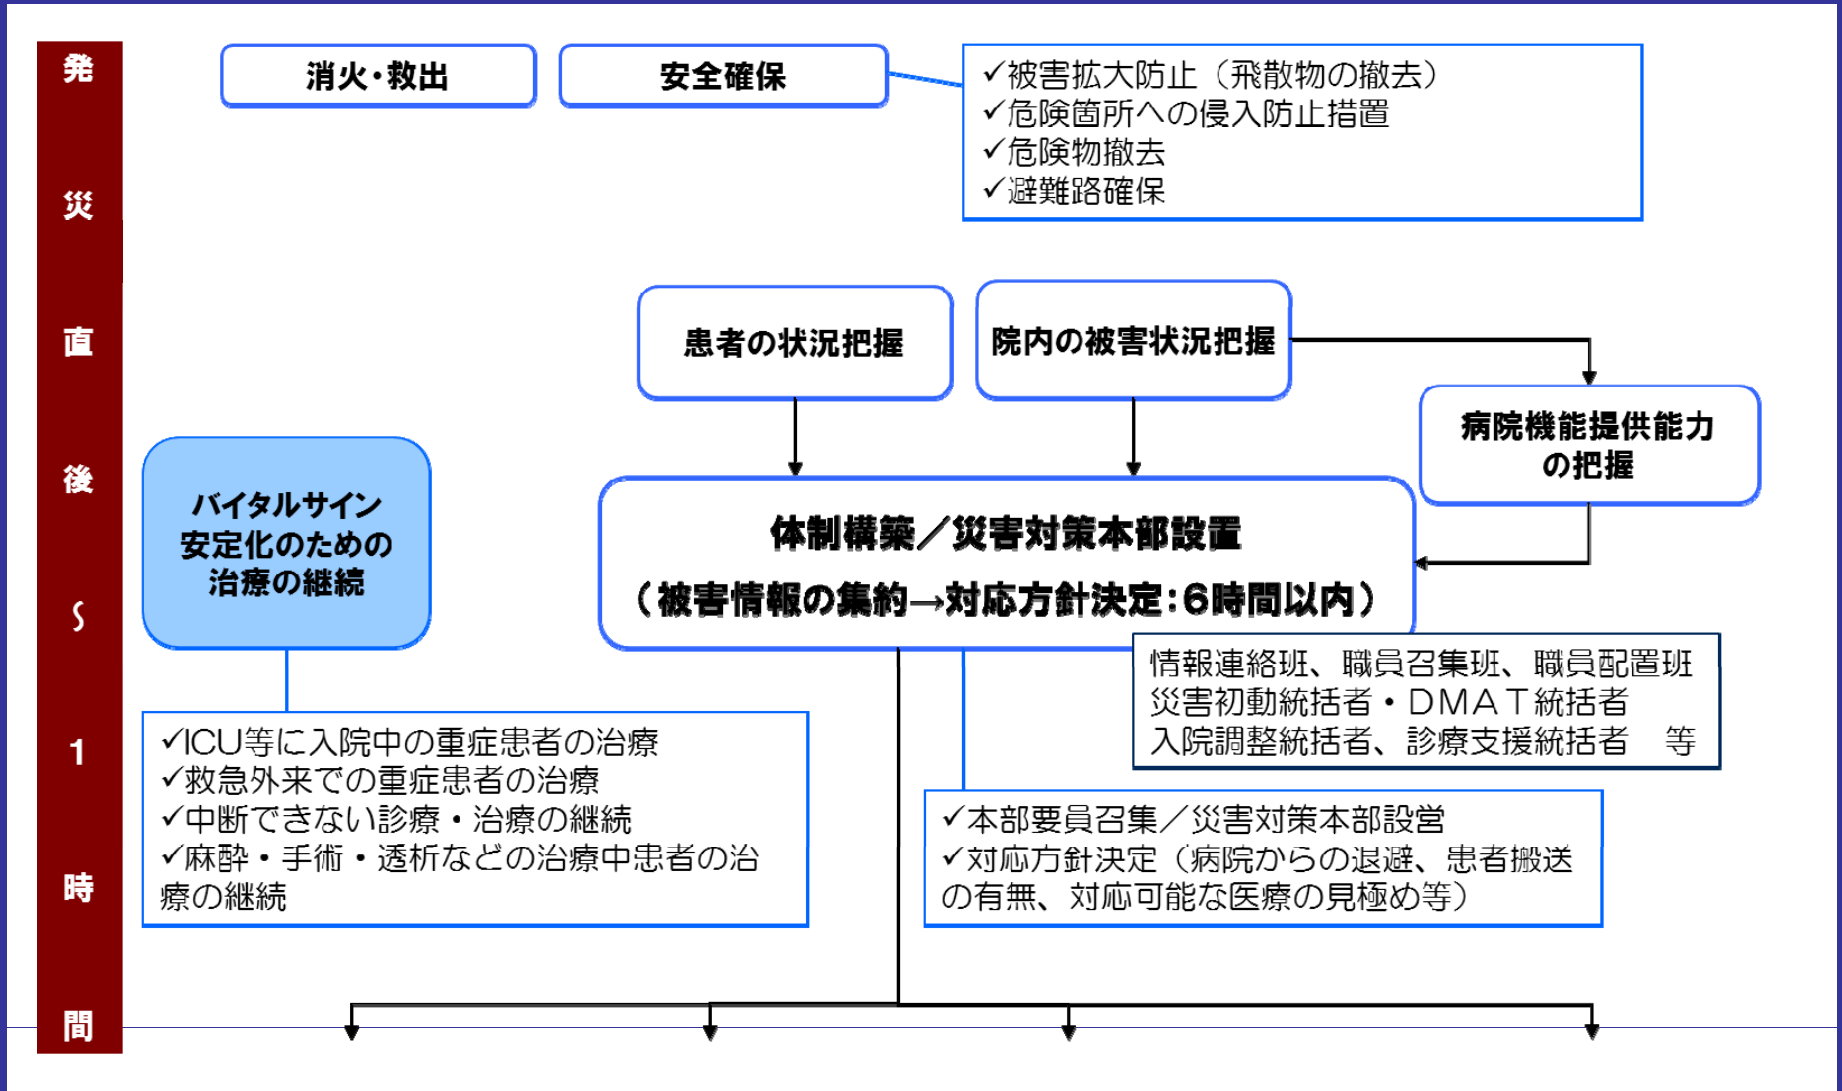 発災直後～1時間
消火・救出
安全確保
✓被害拡大防止（飛散物の撤去）
✓危険箇所への侵入防止措置
✓危険物撤去
✓避難路確保
患者の状況把握
院内の被害状況把握
病院機能提供能力
の把握
バイタルサイン
安定化のための
治療の継続
体制構築／災害対策本部設置
（被害情報の集約→対応方針決定：6時間以内）
情報連絡班、職員召集班、職員配置班
災害初動統括者・ＤＭＡＴ統括者
入院調整統括者、診療支援統括者　等
✓ICU等に入院中の重症患者の治療
✓救急外来での重症患者の治療
✓中断できない診療・治療の継続
✓麻酔・手術・透析などの治療中患者の治
療の継続
✓本部要員召集／災害対策本部設営
✓対応方針決定（病院からの退避、患者搬送
の有無、対応可能な医療の見極め等）